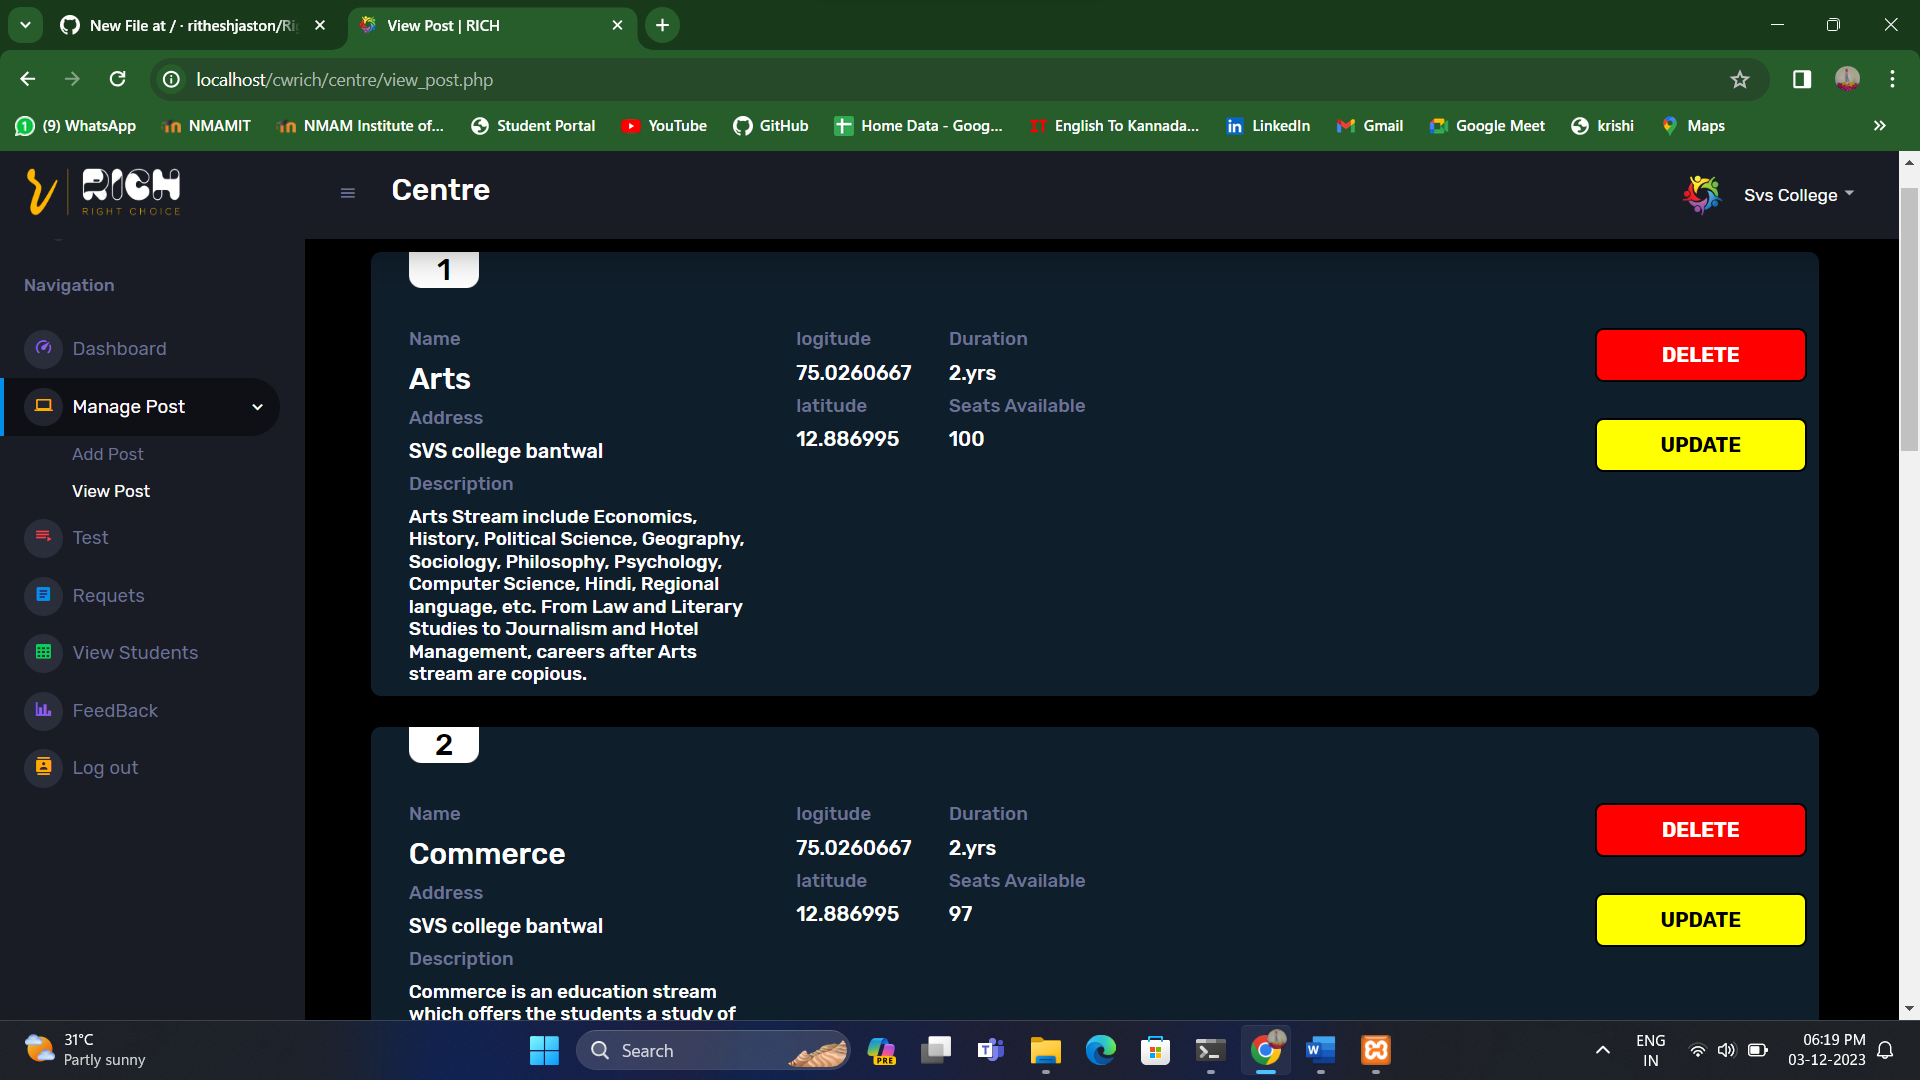 New File at / · ritheshjaston/Ri
View Post | RICH
localhost/cwrich/centre/view_post.php
(9) WhatsApp
NMAMIT
NMAM Institute of...
Student Portal
YouTube
GitHub
Home Data - Goog...
IT English To Kannada...
LinkedIn
Gmail
Google Meet
krishi
Maps
RICH
RIGHT CHOICE
Centre
Svs College
Navigation
Dashboard
Manage Post
Add Post
View Post
Test
Requets
View Students
FeedBack
Log out
1
Name
Arts
Address
SVS college bantwal
Description
Arts Stream include Economics,
History, Political Science, Geography,
Sociology, Philosophy, Psychology,
Computer Science, Hindi, Regional
language, etc. From Law and Literary
Studies to Journalism and Hotel
Management, careers after Arts
stream are copious.
logitude
75.0260667
latitude
12.886995
Duration
2.yrs
Seats Available
100
DELETE
UPDATE
2
Name
Commerce
Address
SVS college bantwal
Description
Commerce is an education stream
which offers the students a study of
logitude
75.0260667
latitude
12.886995
Duration
2.yrs
Seats Available
97
DELETE
UPDATE
31°C
Partly sunny
Search
PRE
ENG
IN
06:19 PM
03-12-2023